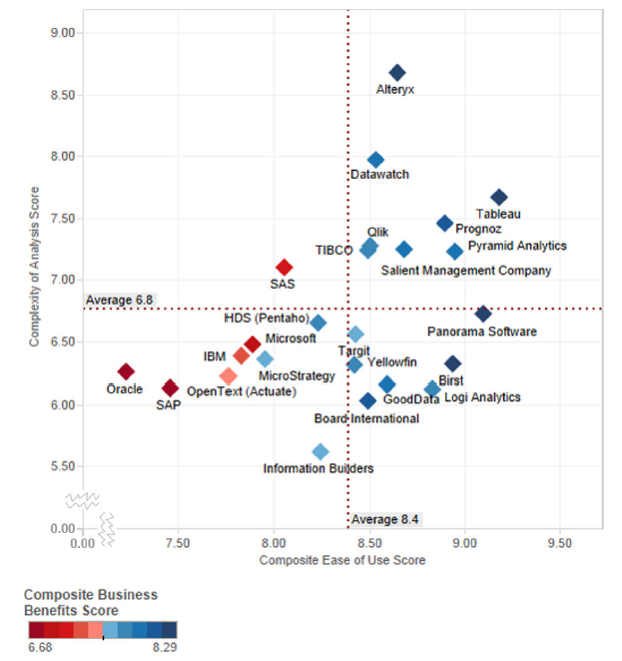 9.00
8.50
8.00
7.50
7.00
6.50
6.00
5.50
0.00
Complexity of Analysis Score
Alteryx
Datawatch
Tableau
Prognoz
Qlik
TIBCO
Pyramid Analytics
Salient Management Company
SAS
Average 6.8
HDS (Pentaho)
Panorama Software
Microsoft
Targit
IBM
Yellowfin
MicroStrategy
Birst
Oracle
OpenText (Actuate)
GoodData
Logi Analytics
SAP
Board International
Information Builders
Average 8.4
0.00 7.50 8.00 8.50 9.00 9.50
Composite Ease of Use Score
Composite Business
Benefits Score
6.68 8.29